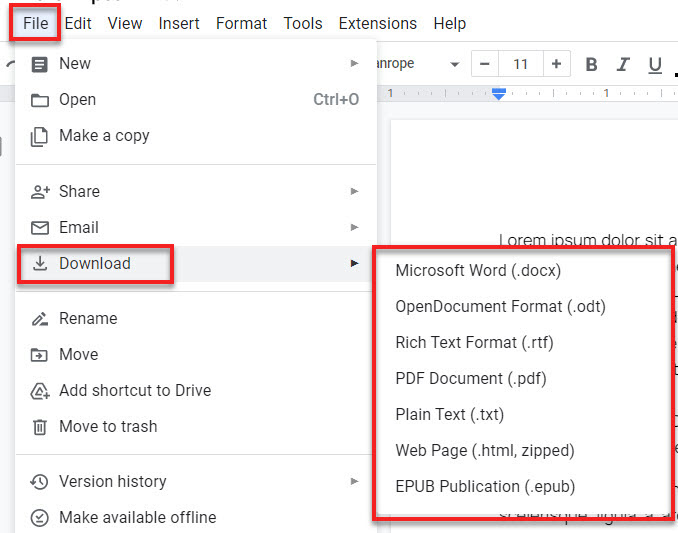 File Edit View Insert Format Tools Extensions Help
New
Open Ctrl+O
Make a copy
Share
Email
Download
Rename
Move
Add shortcut to Drive
Move to trash
Version history
Make available offline
11 B I U
1 1
Lorem ipsum dolor sit a
Microsoft Word (.docx)
OpenDocument Format (.odt)
Rich Text Format (.rtf)
PDF Document (.pdf)
Plain Text (.txt)
Web Page (.html, zipped)
EPUB Publication (.epub)